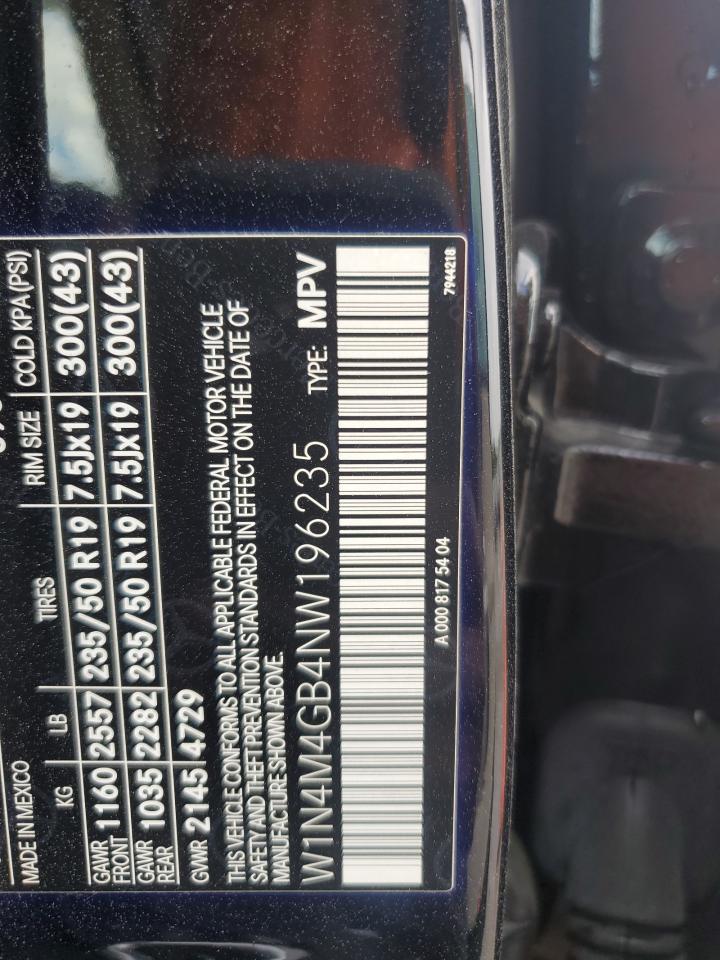 MADE IN MEXICO
KG LB TIRES RIM SIZE COLD KPA(PSI)
GAWR FRONT 1160 2557 235/50 R19 7.5Jx19 300(43)
GAWR REAR 1035 2282 235/50 R19 7.5Jx19 300(43)
GVWR 2145 4729
THIS VEHICLE CONFORMS TO ALL APPLICABLE FEDERAL MOTOR VEHICLE
SAFETY AND THEFT PREVENTION STANDARDS IN EFFECT ON THE DATE OF
MANUFACTURE SHOWN ABOVE.
W1N4M4GB4NW196235 TYPE: MPV
A 000 817 54 04 7944218